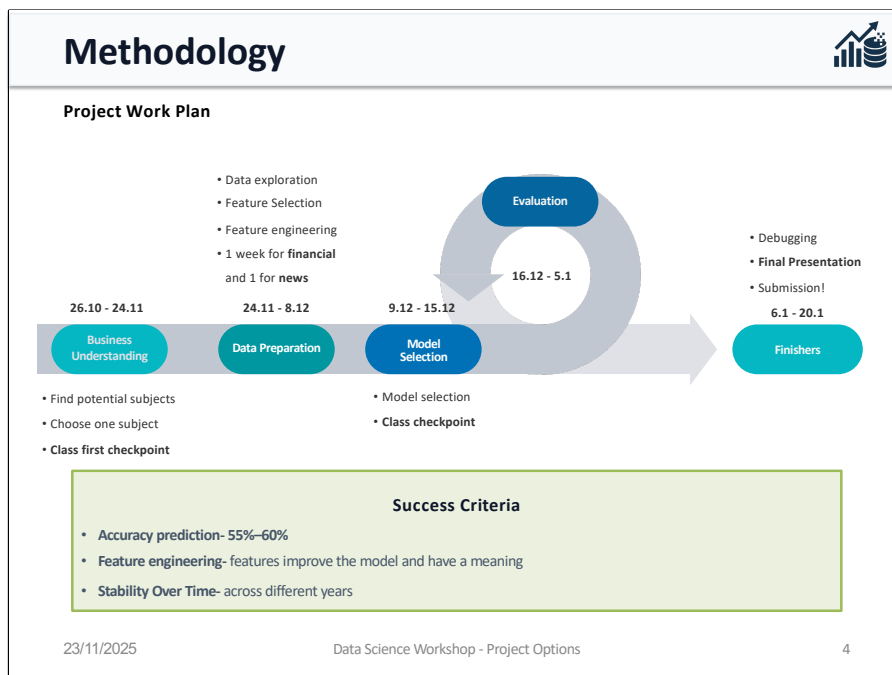 Methodology
Project Work Plan
• Data exploration
• Feature Selection
• Feature engineering
• 1 week for financial
and 1 for news
Evaluation
16.12 - 5.1
• Debugging
• Final Presentation
• Submission!
26.10 - 24.11
24.11 - 8.12
9.12 - 15.12
6.1 - 20.1
Business
Understanding
Data Preparation
Model
Selection
Finishers
• Find potential subjects
• Choose one subject
• Class first checkpoint
• Model selection
• Class checkpoint
Success Criteria
• Accuracy prediction- 55%–60%
• Feature engineering- features improve the model and have a meaning
• Stability Over Time- across different years
23/11/2025
Data Science Workshop - Project Options
4